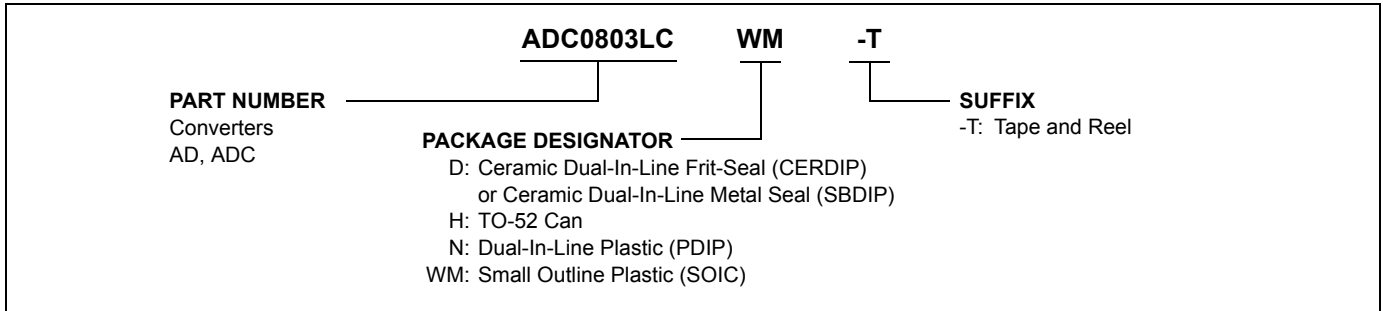 ADC0803LC WM -T
PART NUMBER
Converters
AD, ADC
PACKAGE DESIGNATOR
D: Ceramic Dual-In-Line Frit-Seal (CERDIP)
or Ceramic Dual-In-Line Metal Seal (SBDIP)
H: TO-52 Can
N: Dual-In-Line Plastic (PDIP)
WM: Small Outline Plastic (SOIC)
SUFFIX
-T: Tape and Reel